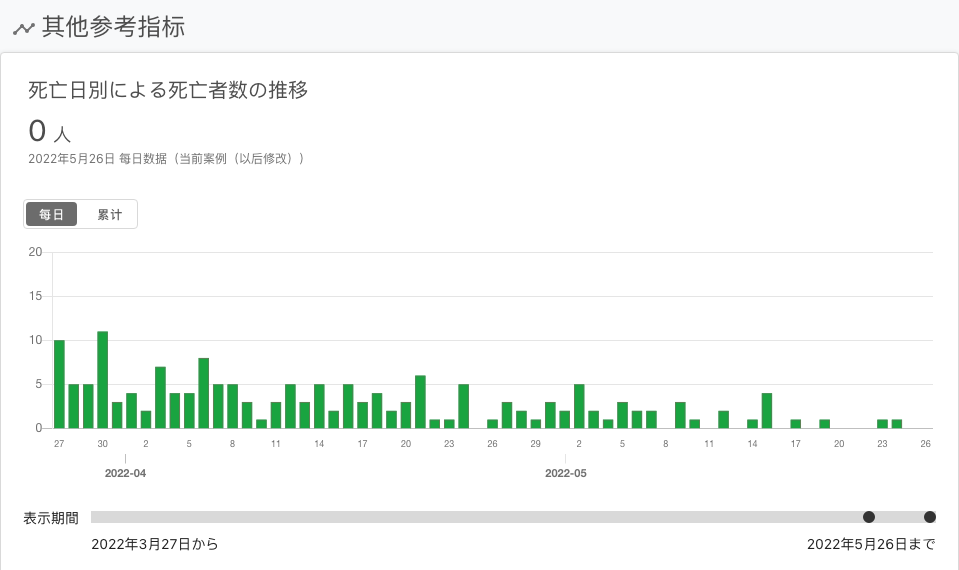 其他参考指标
死亡日別による死亡者数の推移
0 人
2022年5月26日 每日数据（当前案例（以后修改））
每日 累计
20
15
10
5
0
27 30 2 5 8 11 14 17 20 23 26 29 2 5 8 11 14 17 20 23 26
2022-04 2022-05
表示期間
2022年3月27日から 2022年5月26日まで